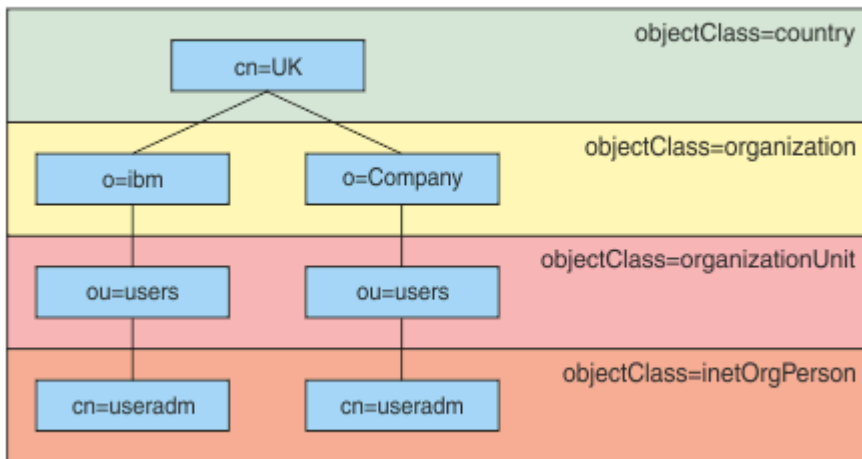 objectClass=country
cn=UK
objectClass=organization
o=ibm
o=Company
objectClass=organizationUnit
ou=users
ou=users
objectClass=inetOrgPerson
cn=useradm
cn=useradm